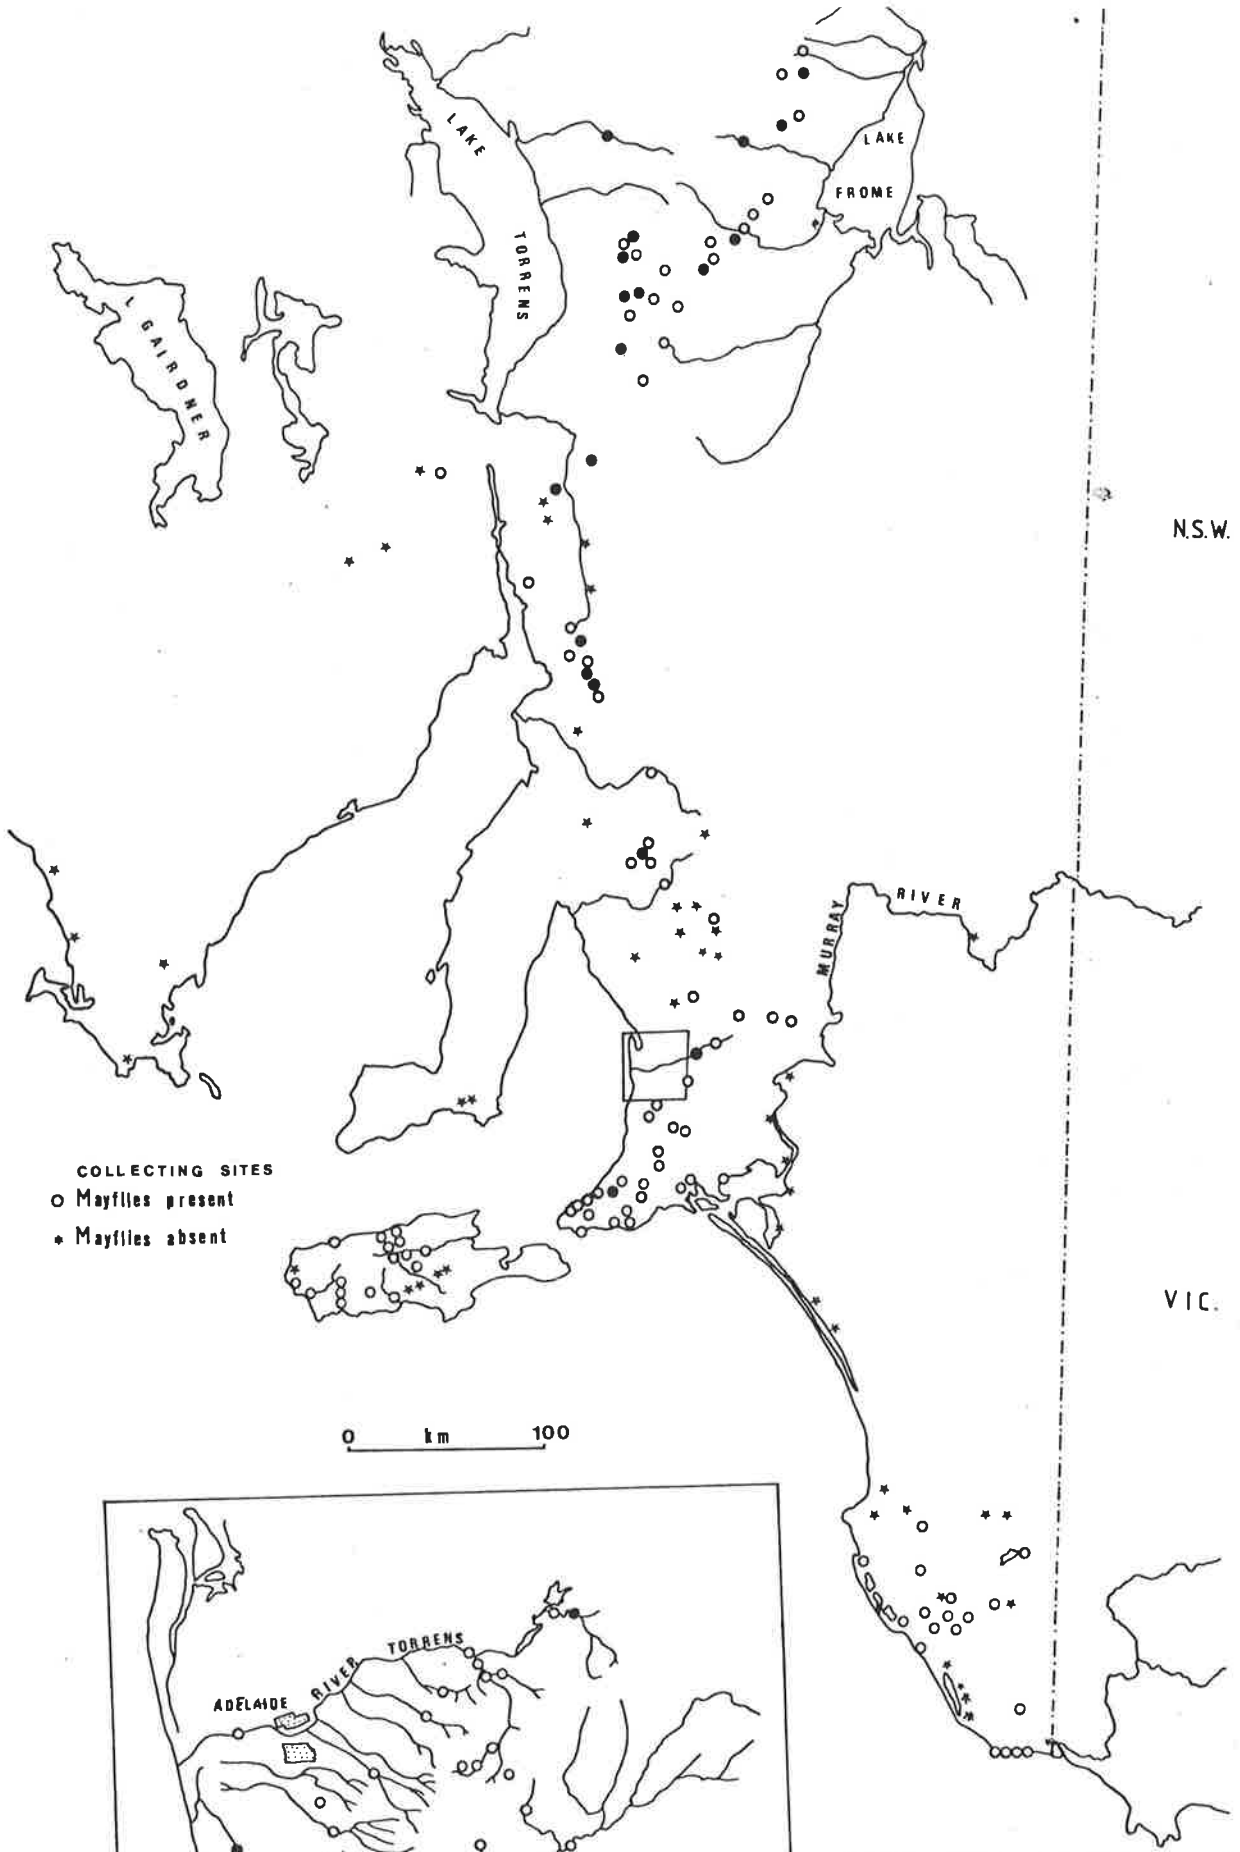 LAKE
TORRENS
LAKE
FROME
L GAIRDNER
N.S.W.
MURRAY
RIVER
COLLECTING SITES
Mayflies present
Mayflies absent
VIC.
0 km 100
ADELAIDE
RIVER
TORRENS